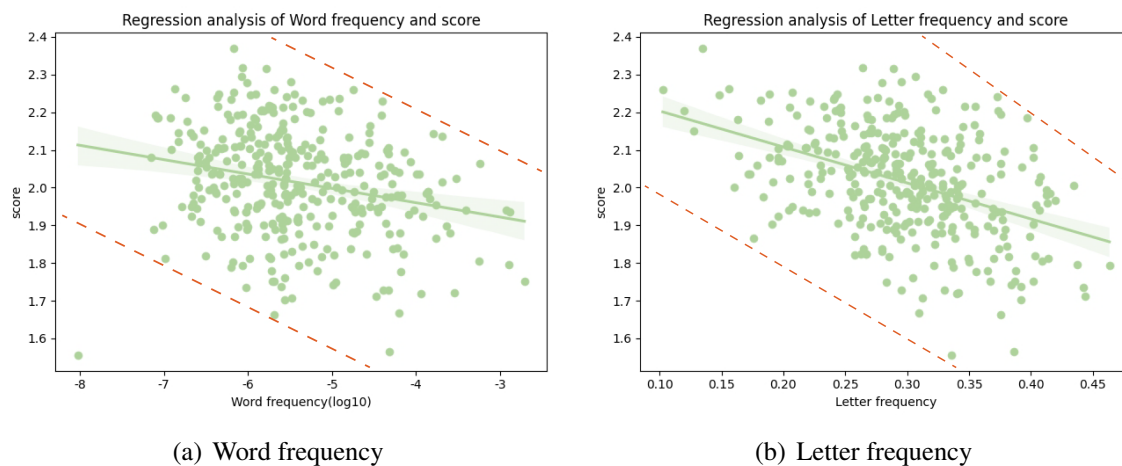 Regression analysis of Word frequency and score
2.4
2.3
2.2
2.1
2.0
1.9
1.8
1.7
1.6
score
-8 -7 -6 -5 -4 -3
Word frequency(log10)
(a) Word frequency
Regression analysis of Letter frequency and score
2.4
2.3
2.2
2.1
2.0
1.9
1.8
1.7
1.6
score
0.10 0.15 0.20 0.25 0.30 0.35 0.40 0.45
Letter frequency
(b) Letter frequency